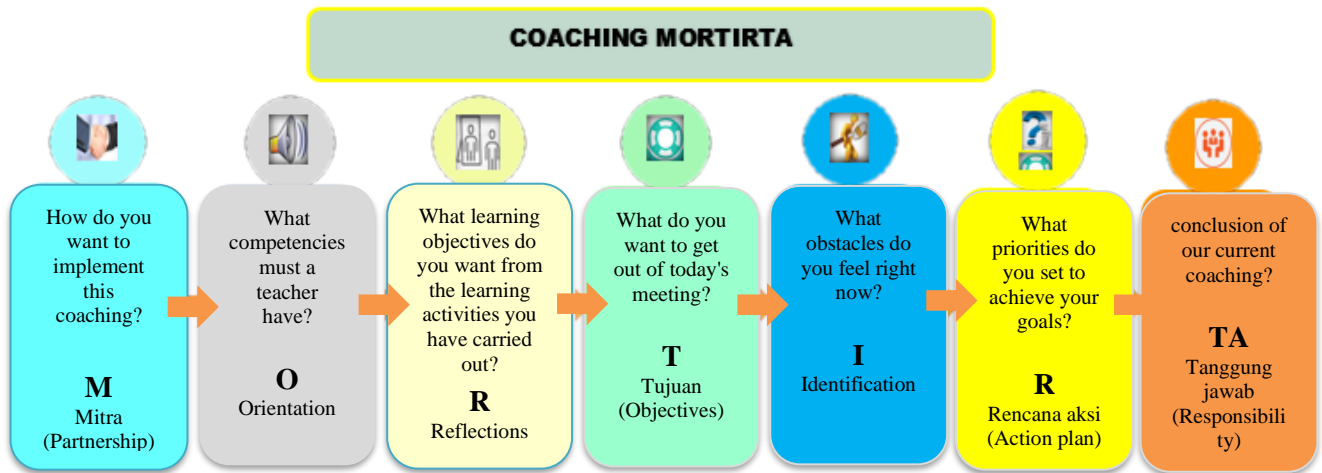 COACHING MORTIRTA
How do you
want to
implement
this
coaching?
M
Mitra
(Partnership)
What
competencies
must a
teacher
have?
O
Orientation
What learning
objectives do
you want from
the learning
activities you
have carried
out?
R
Reflections
What do you
want to get
out of today's
meeting?
T
Tujuan
(Objectives)
What
obstacles do
you feel right
now?
I
Identification
What
priorities do
you set to
achieve your
goals?
R
Rencana aksi
(Action plan)
conclusion of
our current
coaching?
TA
Tanggung
jawab
(Responsibili
ty)